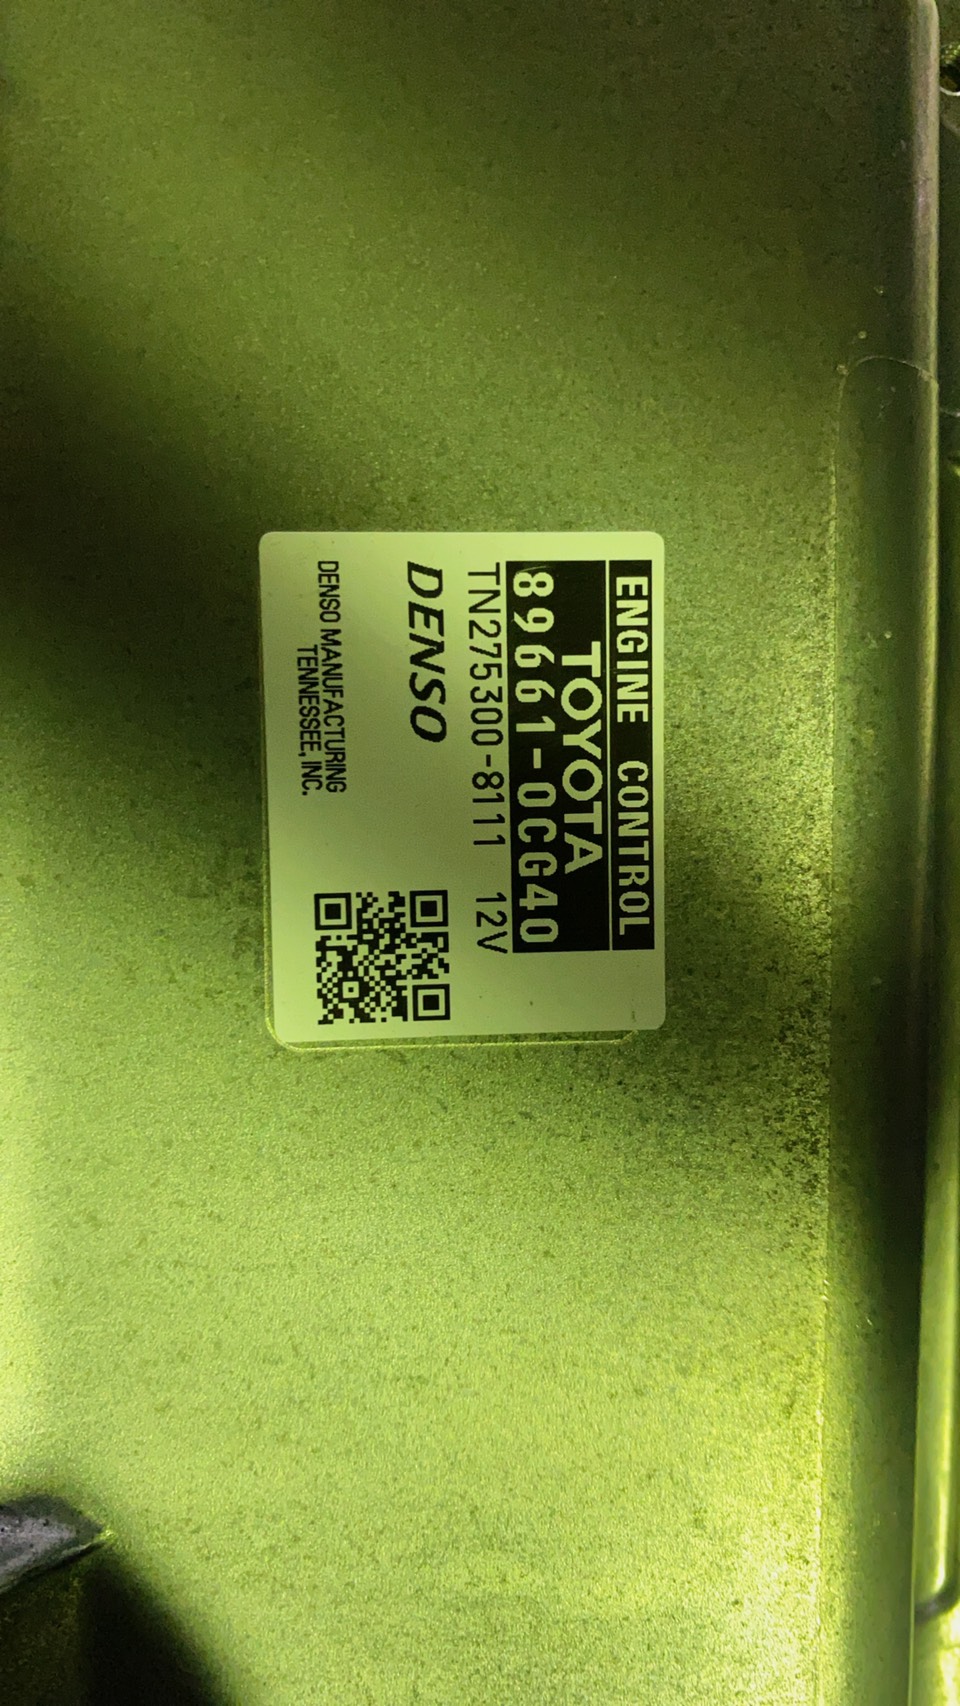 ENGINE CONTROL
TOYOTA
89661-0CG40
TN275300-8111 12V
DENSO
DENSO MANUFACTURING
TENNESSEE, INC.